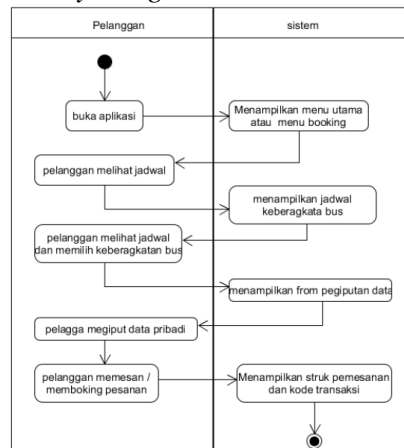 Pelanggan
sistem
buka aplikasi
Menampilkan menu utama
atau menu booking
pelanggan melihat jadwal
menampilkan jadwal
keberagkata bus
pelanggan melihat jadwal
dan memilih keberagkatan bus
menampilkan from pegiputan data
pelagga megiput data pribadi
pelanggan memesan /
memboking pesanan
Menampilkan struk pemesanan
dan kode transaksi